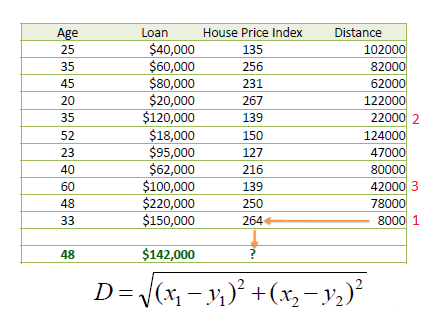 Age Loan House Price Index Distance
25 $40,000 135 102000
35 $60,000 256 82000
45 $80,000 231 62000
20 $20,000 267 122000
35 $120,000 139 22000 2
52 $18,000 150 124000
23 $95,000 127 47000
40 $62,000 216 80000
60 $100,000 139 42000 3
48 $220,000 250 78000
33 $150,000 264 8000 1
48 $142,000 ?
D = √(x₁ − y₁)² + (x₂ − y₂)²